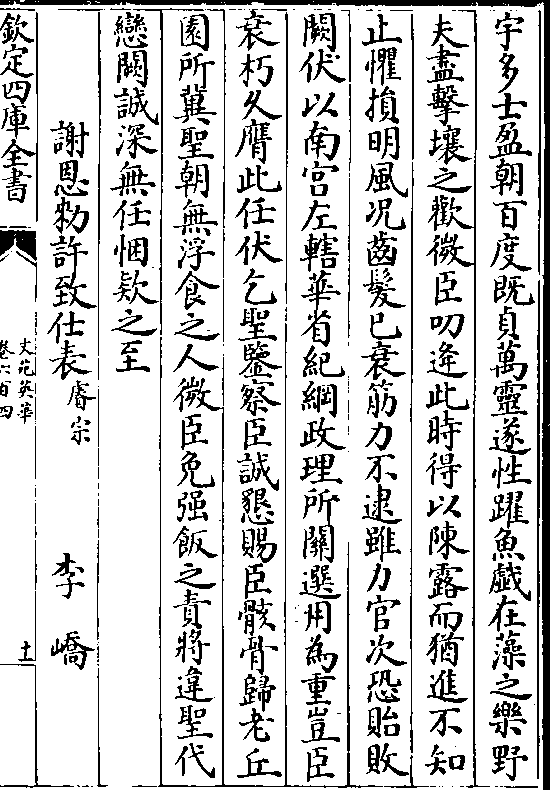 宇多士盈朝百度既貞萬靈遂性躍魚戲在藻之樂野
夫盡擊壤之歡微臣叨逢此時得以陳露而猶進不知
止懼損明風况齒髮已衰筋力不逮雖力官次恐貽敗
闕伏以南宫左轄華省紀綱政理所關選用為重豈臣
衰朽久膺此任伏乞聖鑒察臣誠懇賜臣骸骨歸老丘
園所冀聖朝無浮食之人微臣免强飯之責將違聖代
戀闕誠深無任悃欵之至
謝恩勑許致仕表睿宗 李嶠
欽定四庫全書
文苑英華
卷六百四
十一